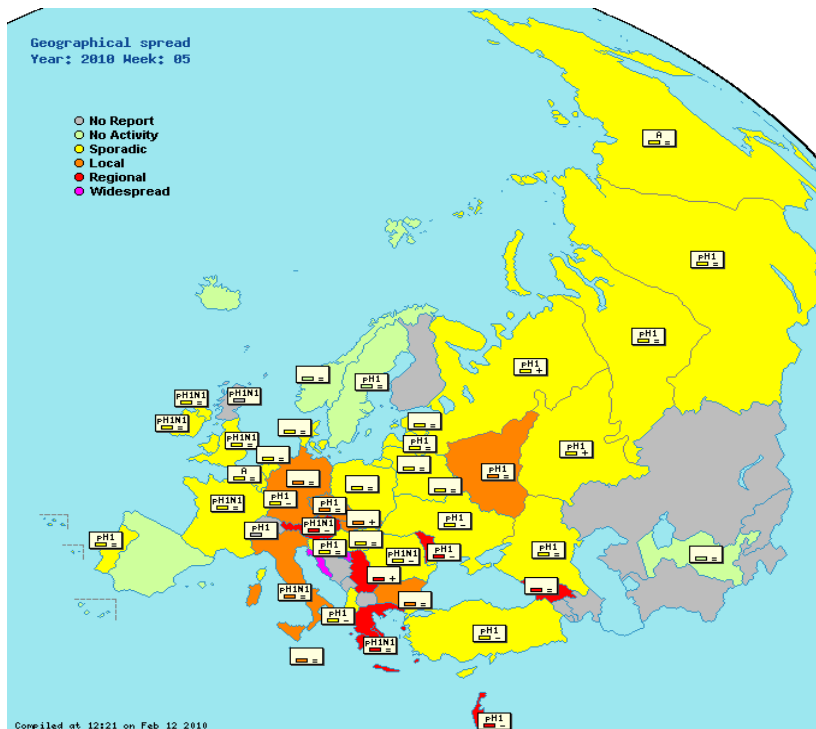 Geographical spread
Year: 2010 Week: 05
No Report
No Activity
Sporadic
Local
Regional
Widespread
A
=
pH1
=
pH1
=
pH1
+
=
pH1
=
pH1N1
=
pH1N1
pH1N1
=
pH1N1
=
=
=
=
pH1
=
=
pH1
+
A
=
=
pH1
=
=
=
pH1
-
pH1N1
=
pH1
=
+
pH1
-
pH1
pH1N1
-
pH1
=
pH1
=
=
pH1N1
-
pH1
-
pH1
=
=
+
=
pH1N1
=
=
pH1
-
pH1N1
=
pH1
-
=
pH1
-
Compiled at 12:21 on Feb 12 2010